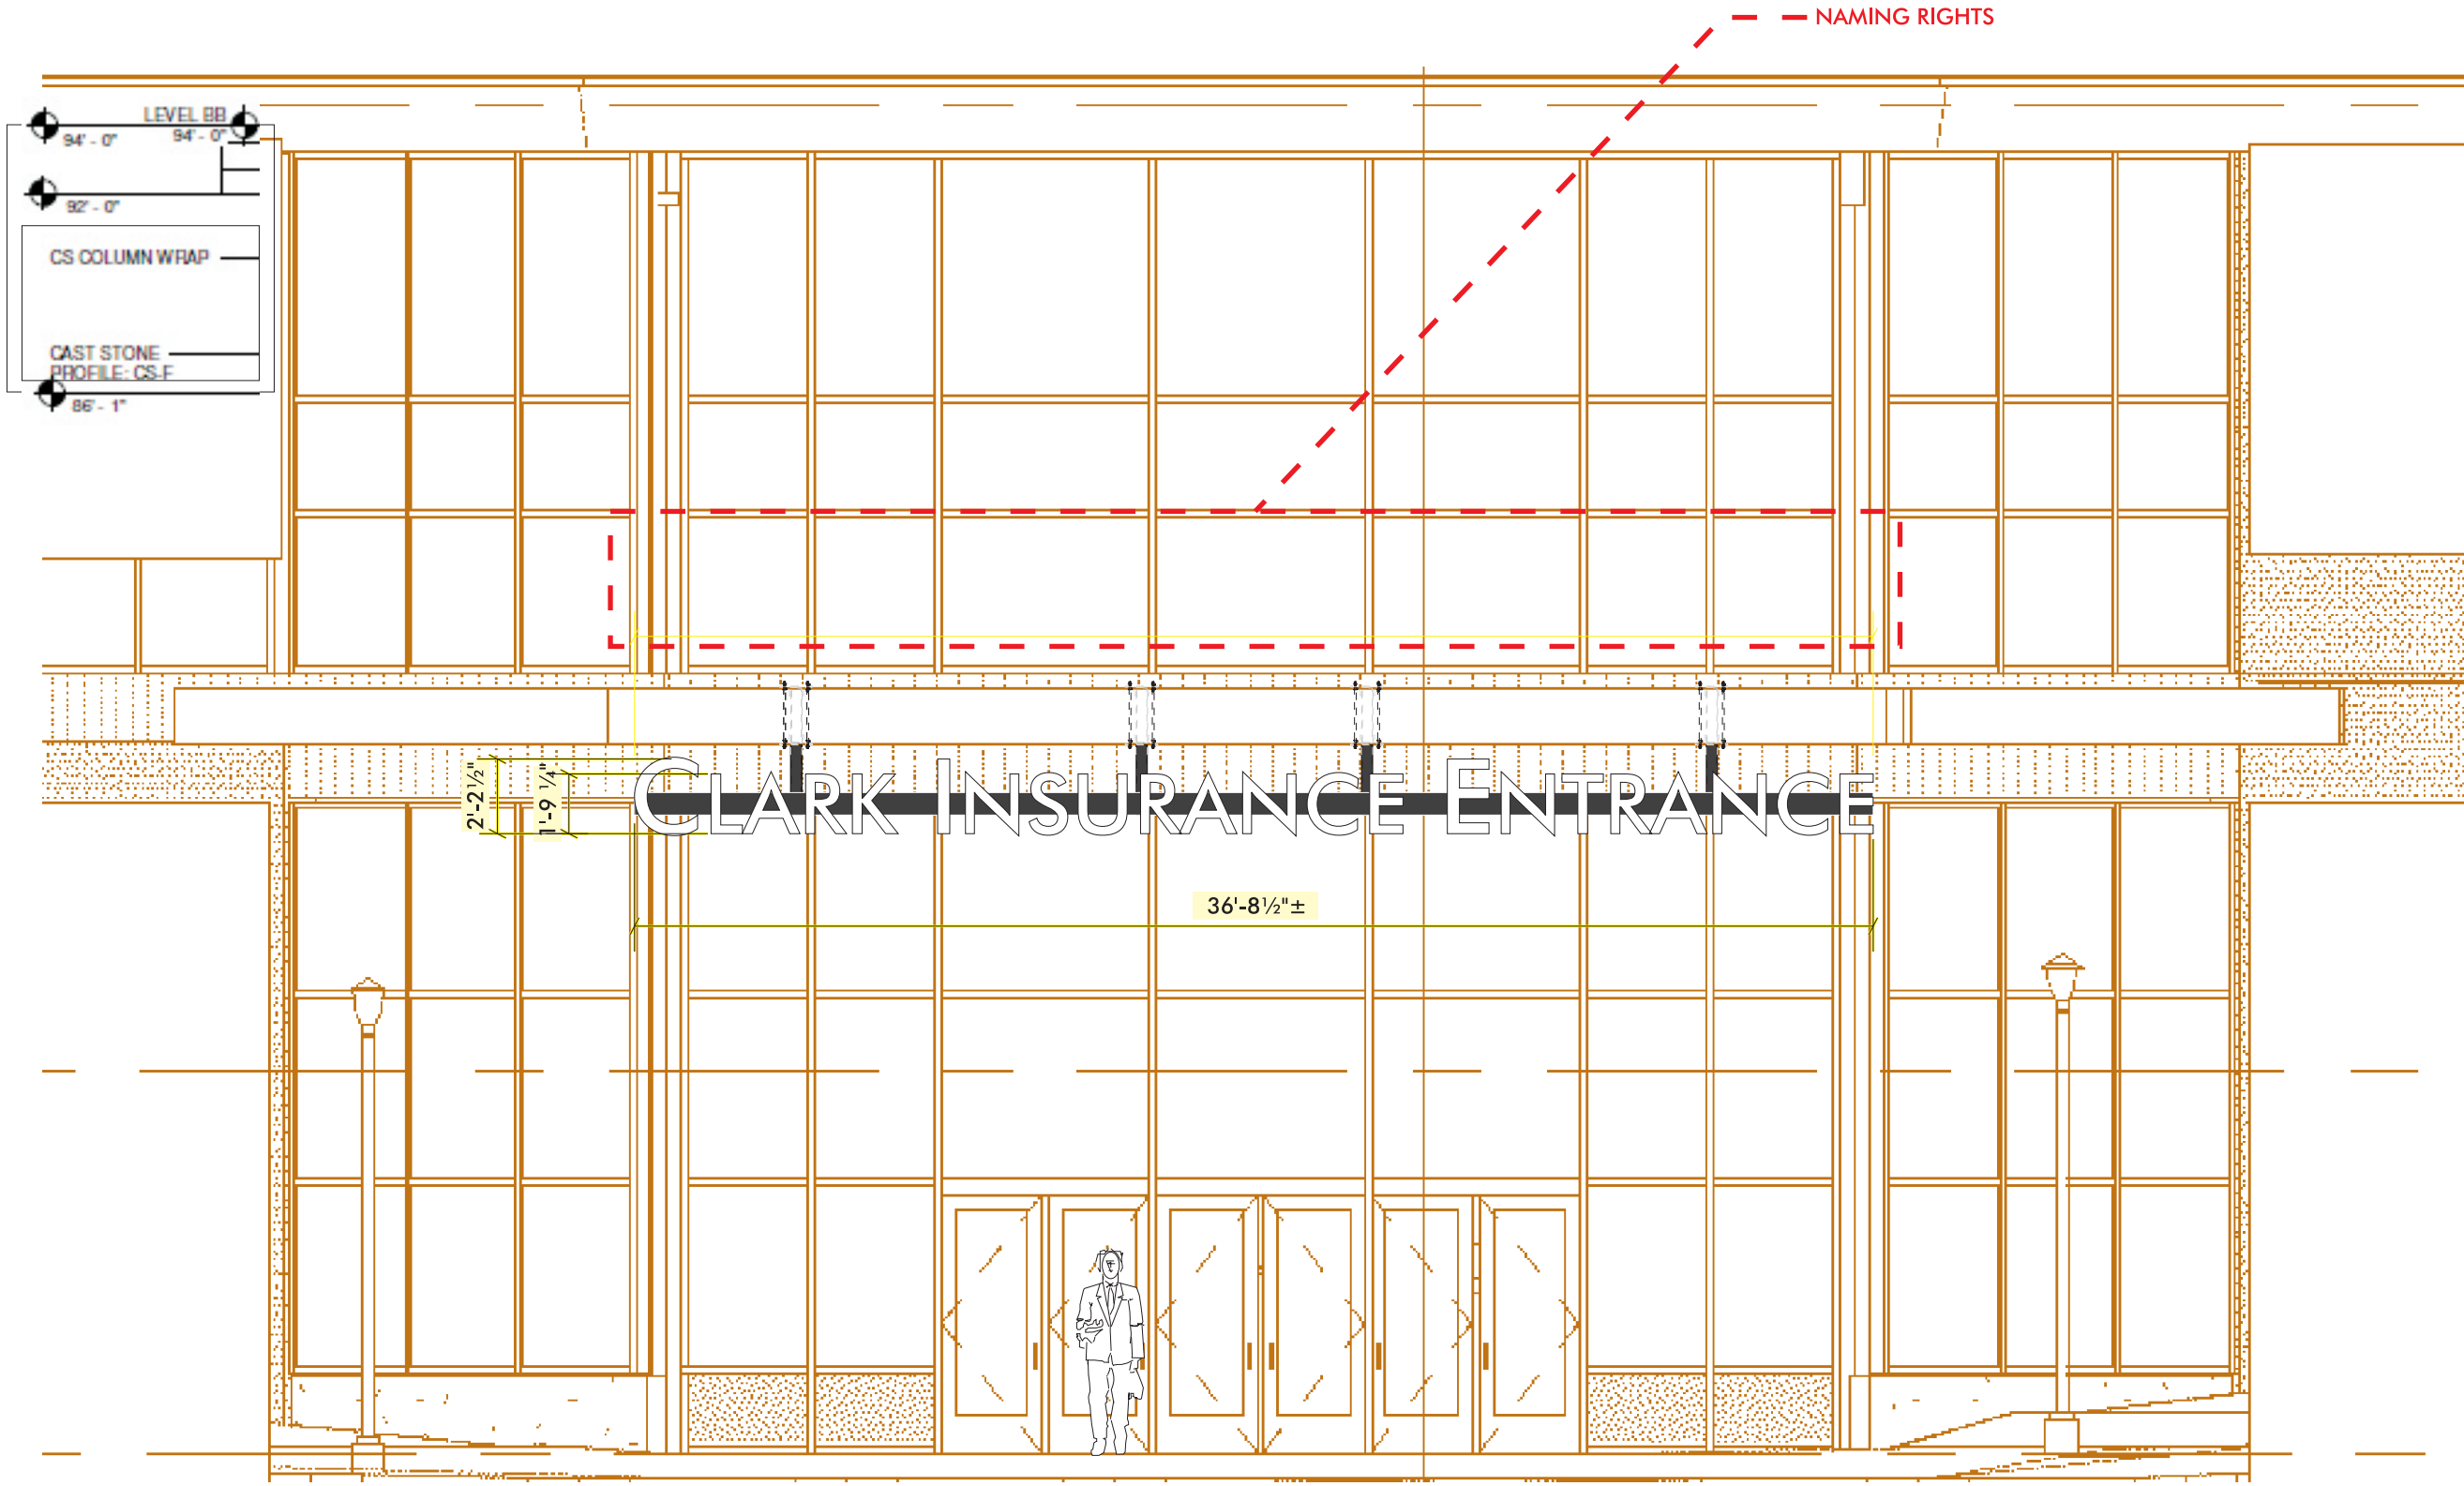 NAMING RIGHTS
LEVEL BB
94' - 0"
94' - 0"
92' - 0"
CS COLUMN WRAP
CAST STONE
PROFILE: CS-F
86' - 1"
2'-2½"
1'-9 ¼"
CLARK INSURANCE ENTRANCE
36'-8½"±